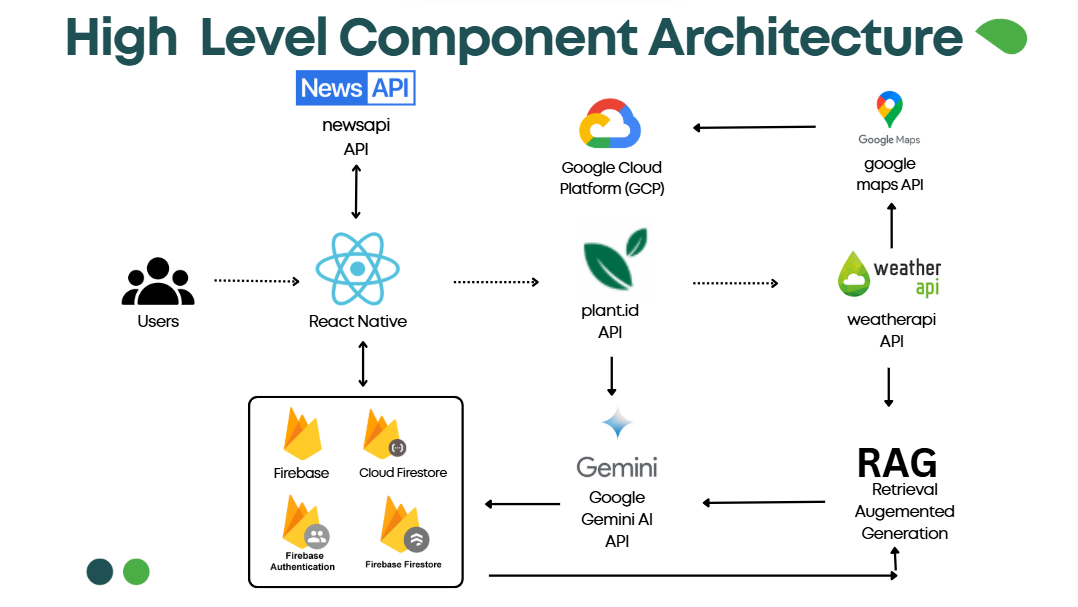 High Level Component Architecture
News API
newsapi
API
Google Cloud
Platform (GCP)
Google Maps
google
maps API
Users
React Native
plant.id
API
weather
api
weatherapi
API
Firebase
Cloud Firestore
Firebase
Authentication
Firebase Firestore
Gemini
Google
Gemini AI
API
RAG
Retrieval
Augmented
Generation